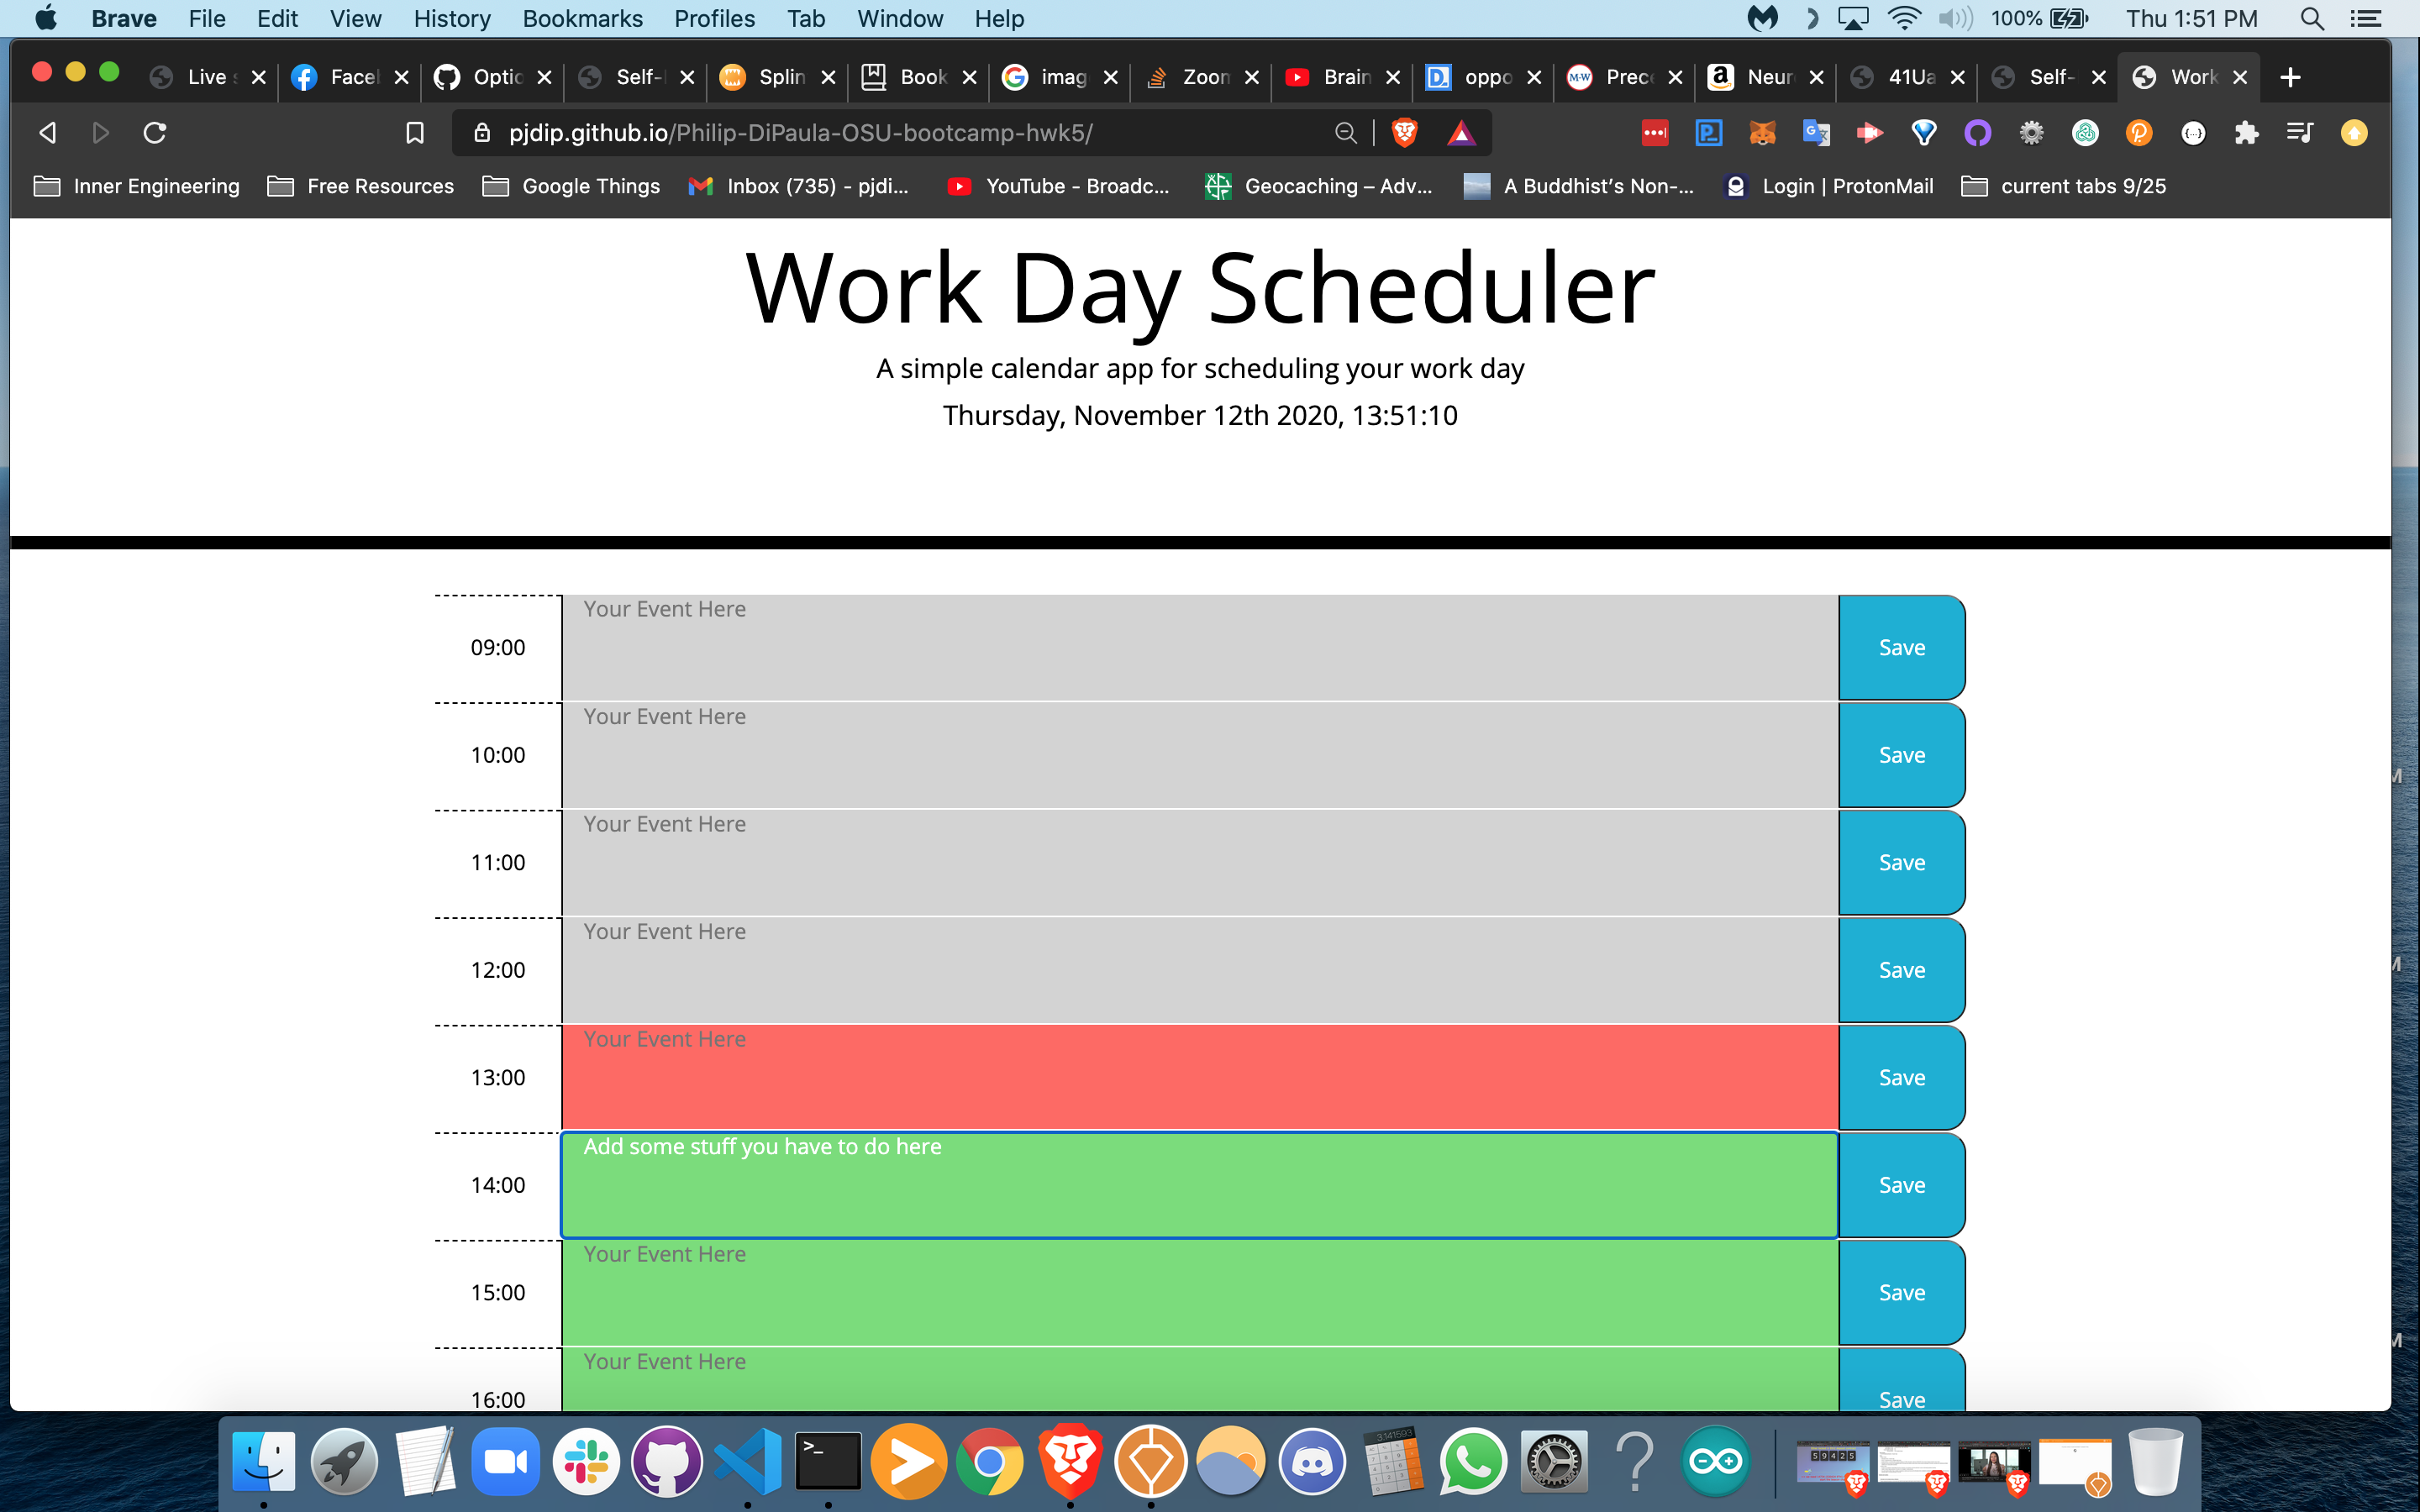 Brave File Edit View History Bookmarks Profiles Tab Window Help 100% Thu 1:51 PM
Live Face Optio Self- Splin Book imag Zoom Brain oppo M-W Prec Neur 41Ua Self- Work
pjdip.github.io/Philip-DiPaula-OSU-bootcamp-hwk5/
Inner Engineering Free Resources Google Things Inbox (735) - pjdi... YouTube - Broadc... Geocaching – Adv... A Buddhist's Non-... Login | ProtonMail current tabs 9/25
Work Day Scheduler
A simple calendar app for scheduling your work day
Thursday, November 12th 2020, 13:51:10
09:00 Your Event Here Save
10:00 Your Event Here Save
11:00 Your Event Here Save
12:00 Your Event Here Save
13:00 Your Event Here Save
14:00 Add some stuff you have to do here Save
15:00 Your Event Here Save
16:00 Your Event Here Save
3.141593
59425